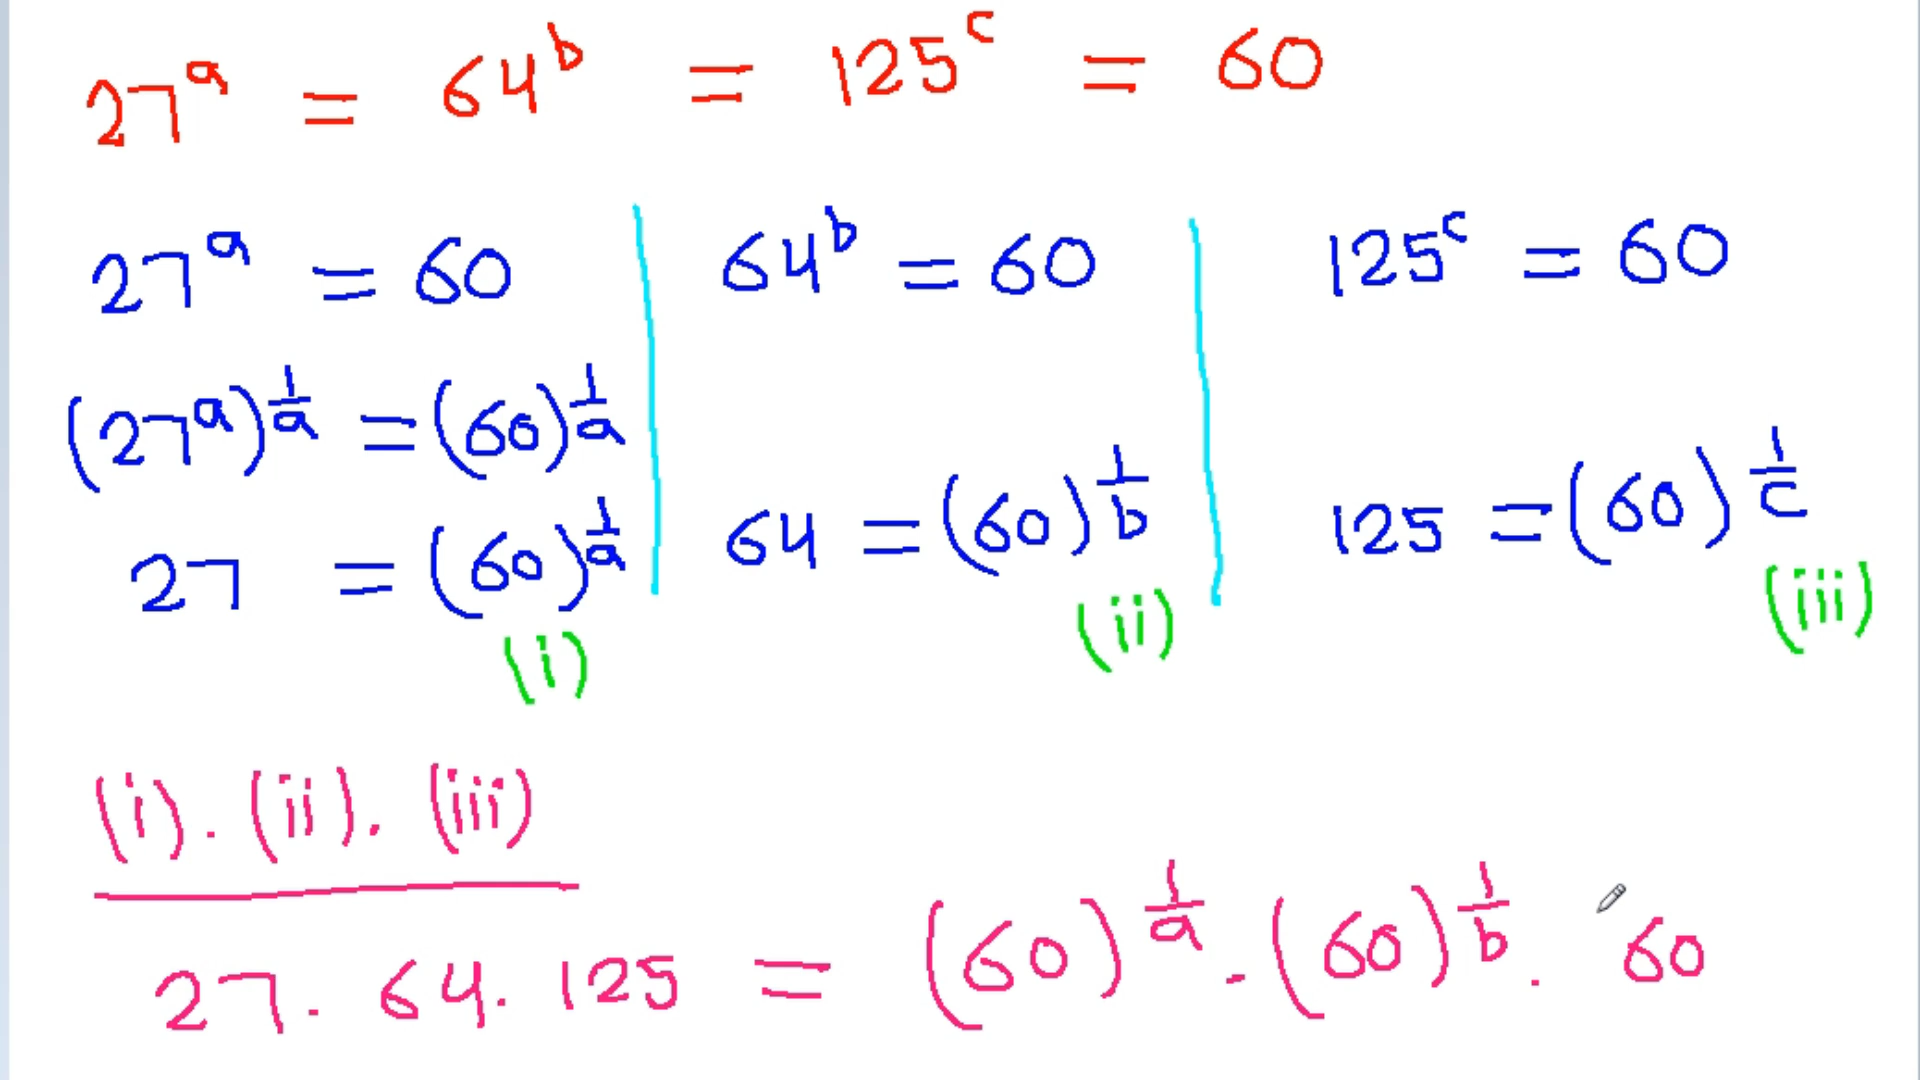 27^a = 64^b = 125^c = 60
27^a = 60
(27^a)^{1/a} = (60)^{1/a}
27 = (60)^{1/a}
(i)
64^b = 60
64 = (60)^{1/b}
(ii)
125^c = 60
125 = (60)^{1/c}
(iii)
(i). (ii). (iii)
27. 64. 125 = (60)^{1/a} . (60)^{1/b} . 60